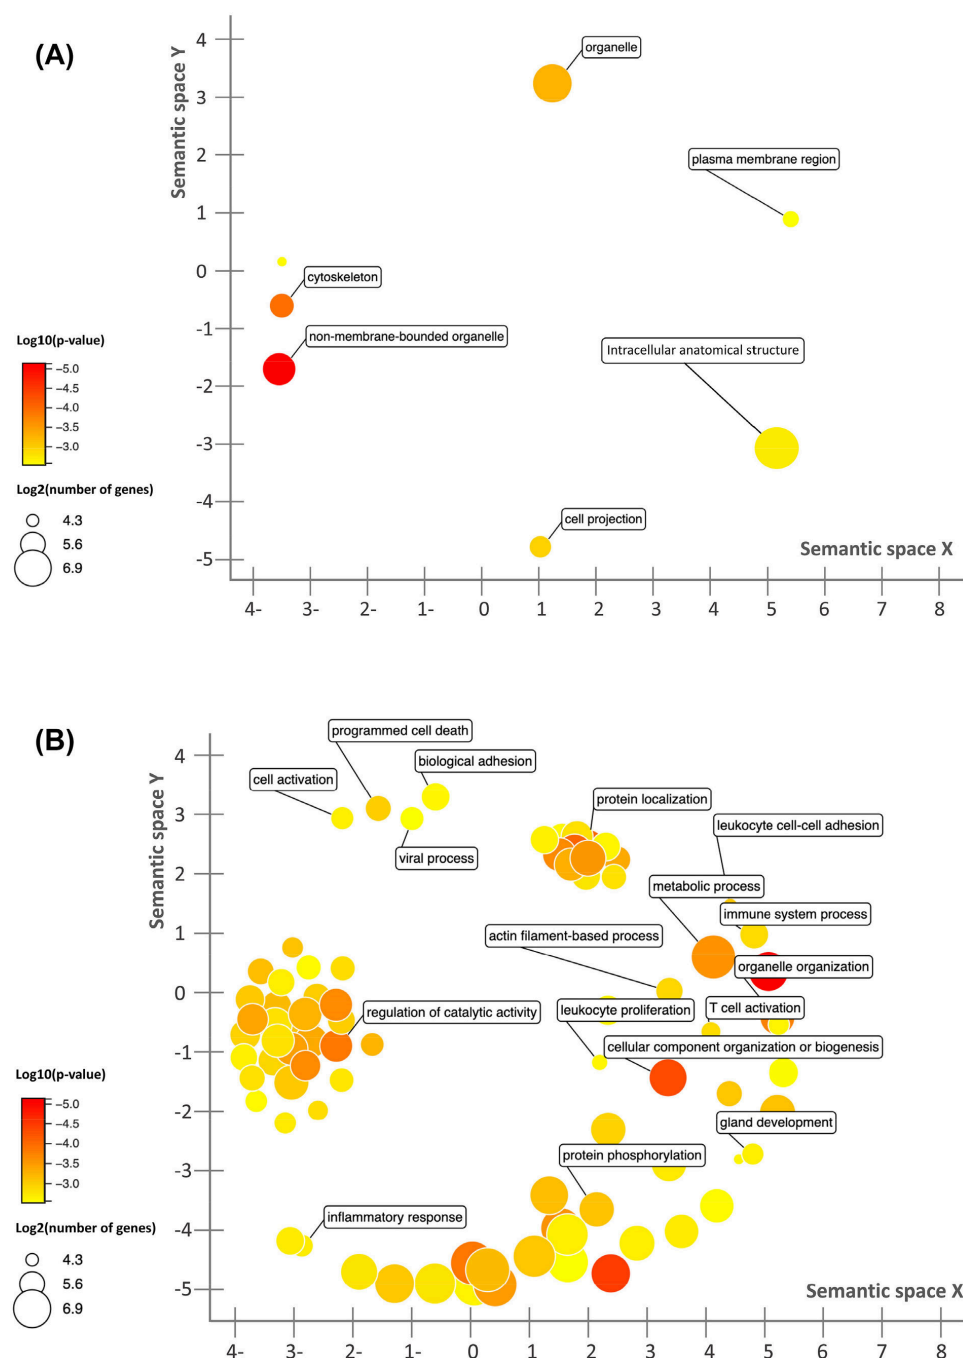 (A)
Semantic space Y
4
3
2
1
0
-1
-2
-3
-4
-5
organelle
plasma membrane region
cytoskeleton
non-membrane-bounded organelle
Intracellular anatomical structure
cell projection
Semantic space X
4- 3- 2- 1- 0 1 2 3 4 5 6 7 8
Log10(p-value)
-5.0
-4.5
-4.0
-3.5
-3.0
Log2(number of genes)
4.3
5.6
6.9
(B)
Semantic space Y
4
3
2
1
0
-1
-2
-3
-4
-5
programmed cell death
biological adhesion
cell activation
viral process
protein localization
leukocyte cell-cell adhesion
metabolic process
immune system process
actin filament-based process
organelle organization
leukocyte proliferation
T cell activation
regulation of catalytic activity
cellular component organization or biogenesis
gland development
protein phosphorylation
inflammatory response
Semantic space X
4- 3- 2- 1- 0 1 2 3 4 5 6 7 8
Log10(p-value)
-5.0
-4.5
-4.0
-3.5
-3.0
Log2(number of genes)
4.3
5.6
6.9